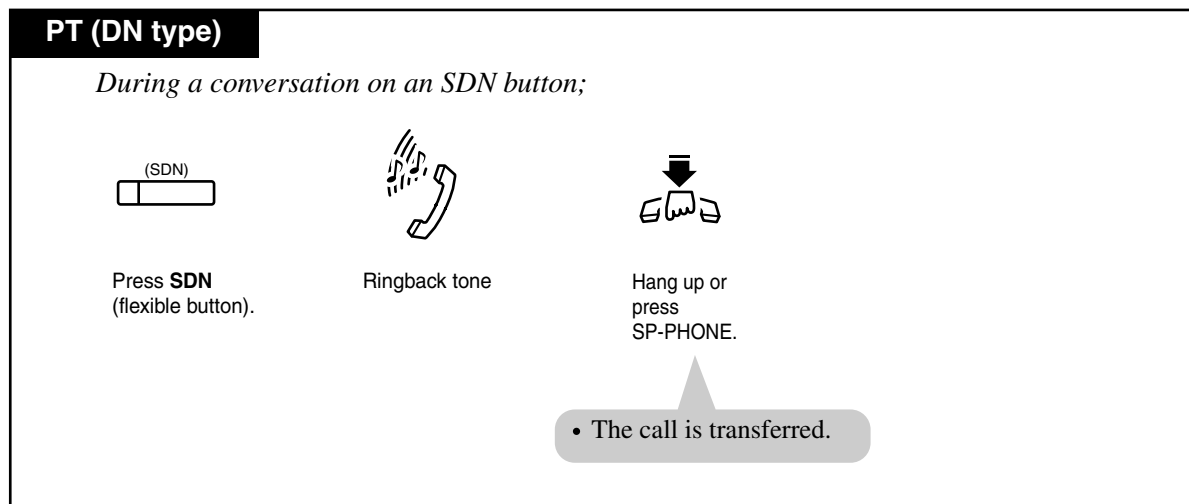 PT (DN type)
During a conversation on an SDN button;
(SDN)
Press SDN
(flexible button).
Ringback tone
Hang up or
press
SP-PHONE.
• The call is transferred.